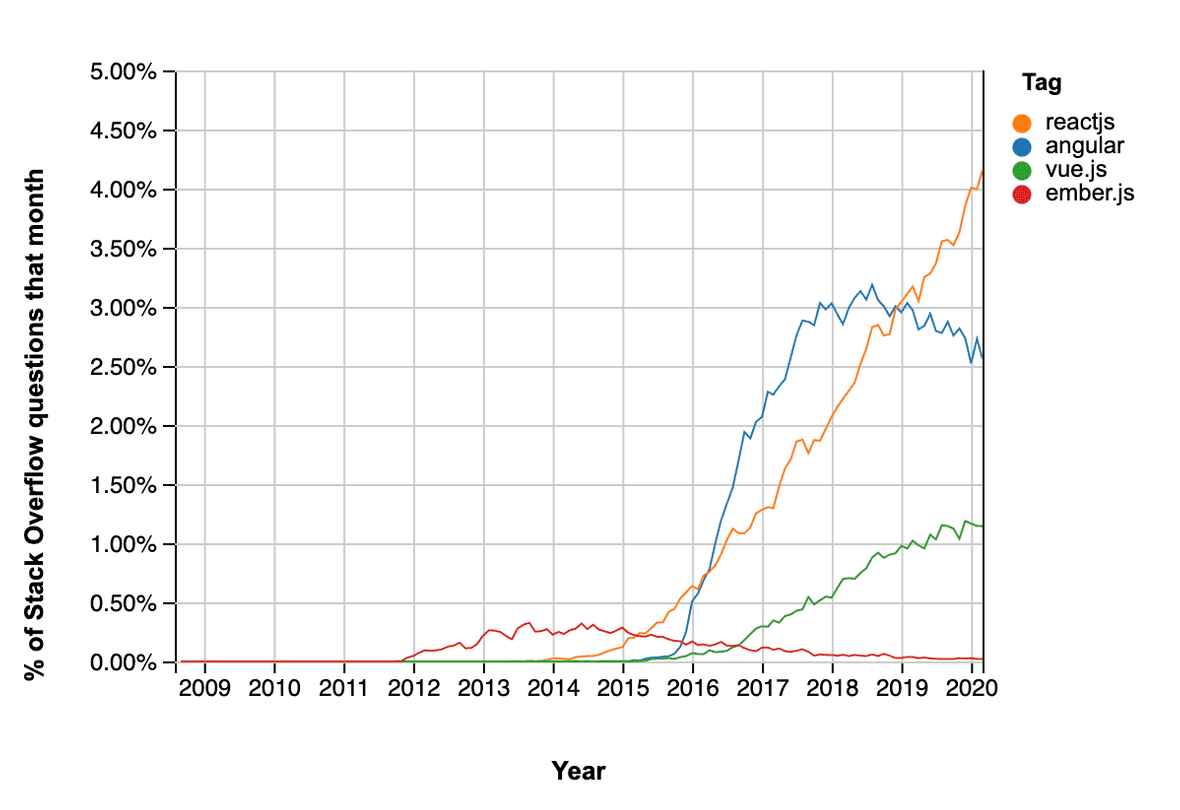 % of Stack Overflow questions that month
5.00%
4.50%
4.00%
3.50%
3.00%
2.50%
2.00%
1.50%
1.00%
0.50%
0.00%
2009 2010 2011 2012 2013 2014 2015 2016 2017 2018 2019 2020
Year
Tag
reactjs
angular
vue.js
ember.js